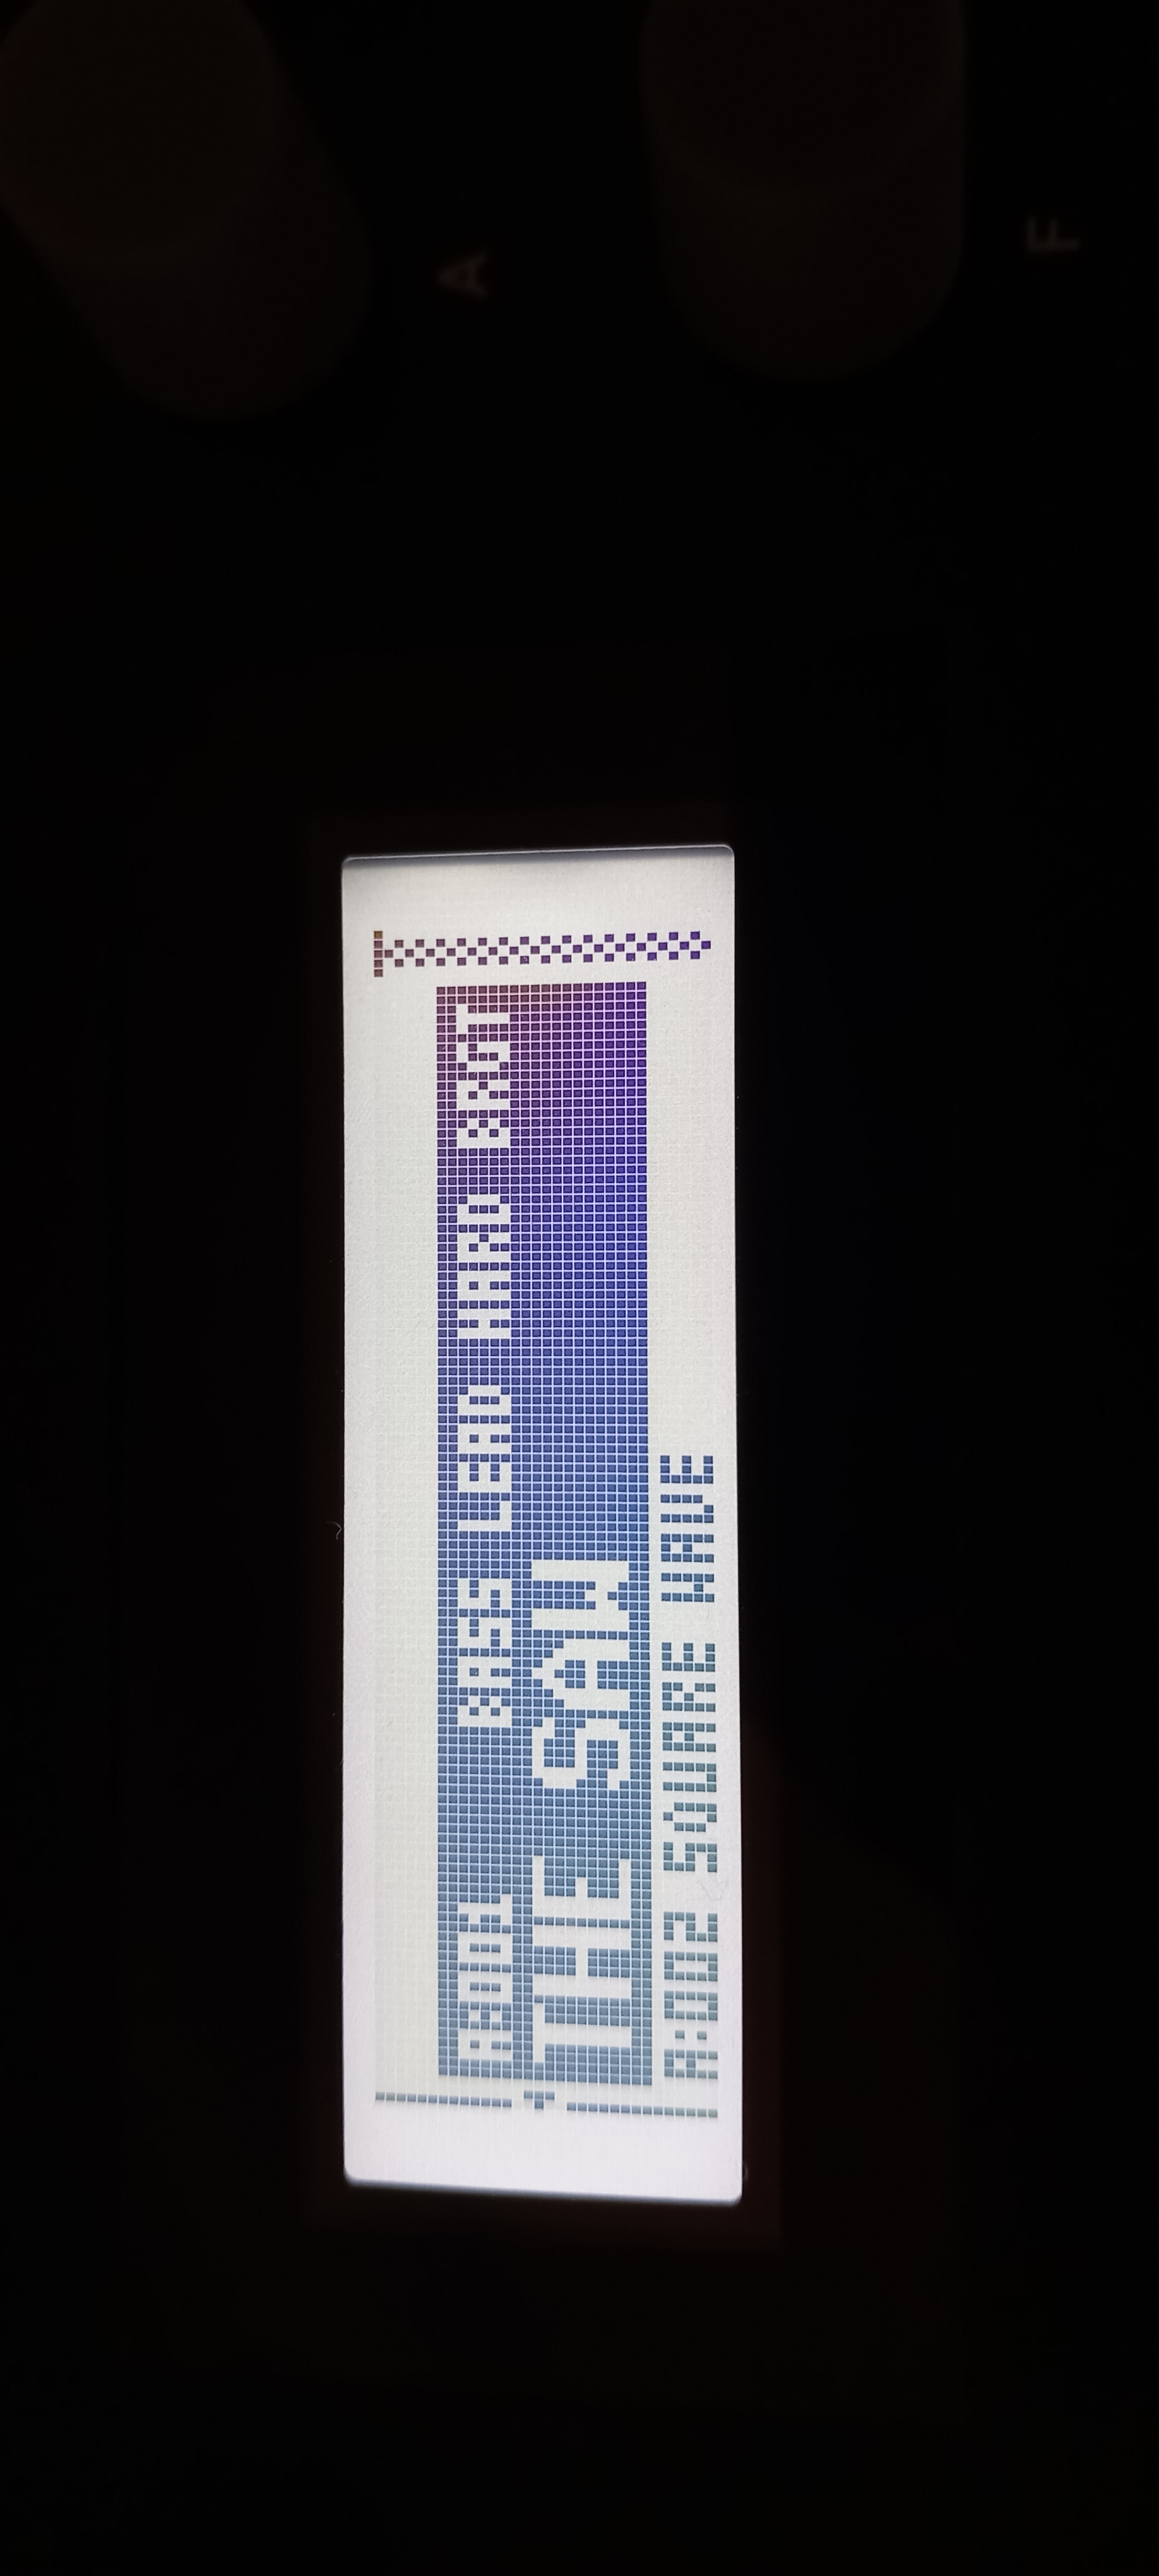 A:001 BASS LEAD HARD BRGT
THE SAW
A:002 SQUARE WAVE
A
F